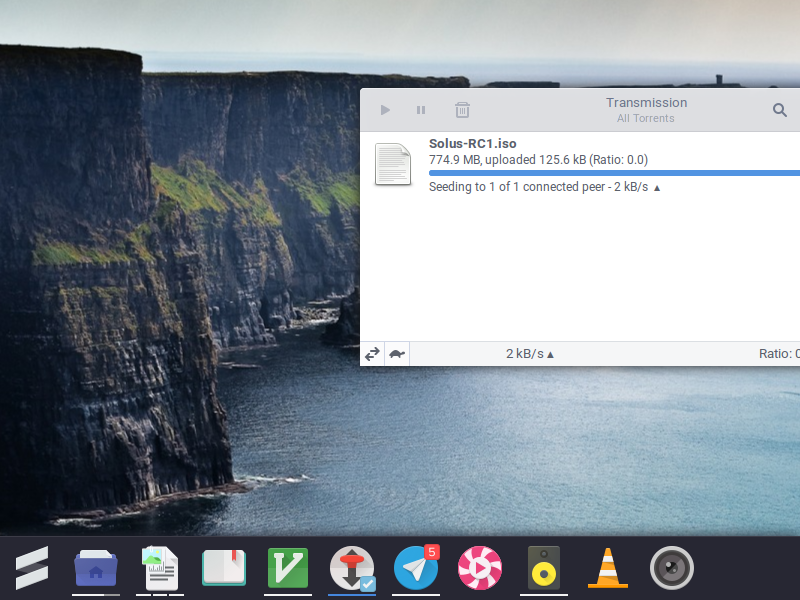 Transmission
All Torrents
Solus-RC1.iso
774.9 MB, uploaded 125.6 kB (Ratio: 0.0)
Seeding to 1 of 1 connected peer - 2 kB/s ▲
2 kB/s ▲
Ratio: 0
5